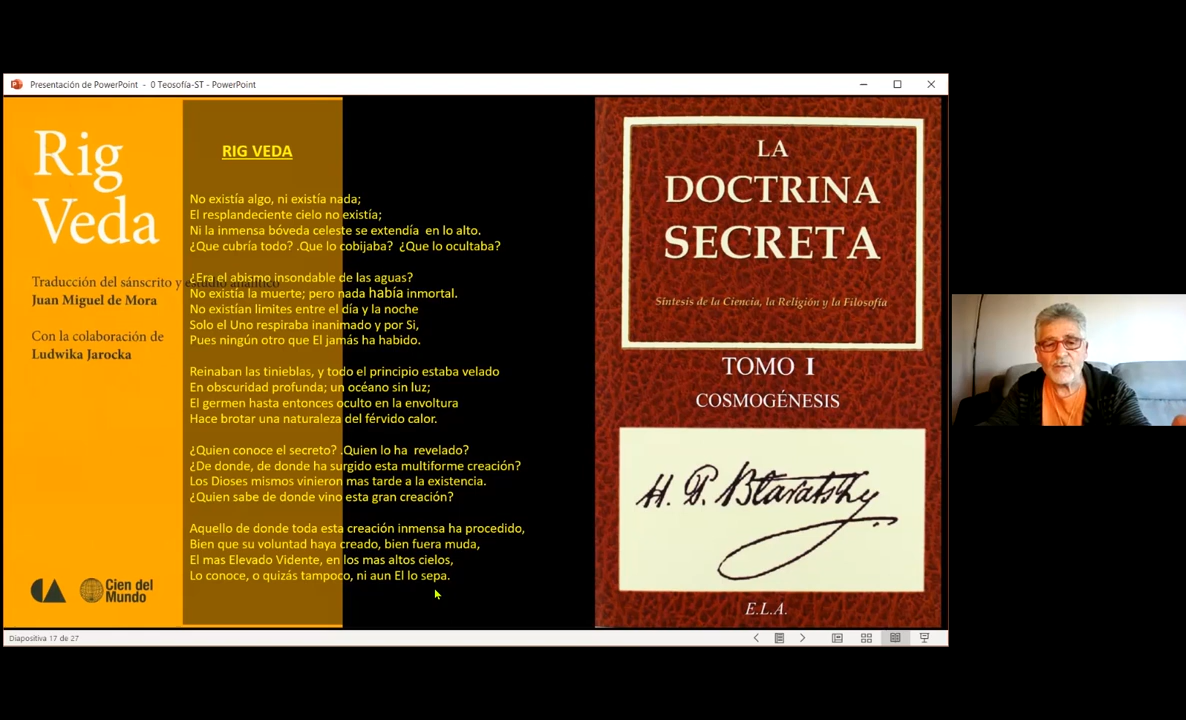 Presentación de PowerPoint - 0 Teosofía-ST - PowerPoint
Rig
Veda
Traducción del sánscrito y estudio analítico
Juan Miguel de Mora
Con la colaboración de
Ludwika Jarocka
Cien del
Mundo
RIG VEDA
No existía algo, ni existía nada;
El resplandeciente cielo no existía;
Ni la inmensa bóveda celeste se extendía en lo alto.
¿Que cubría todo? .Que lo cobijaba? ¿Que lo ocultaba?
¿Era el abismo insondable de las aguas?
No existía la muerte; pero nada había inmortal.
No existían limites entre el día y la noche
Solo el Uno respiraba inanimado y por Si,
Pues ningún otro que El jamás ha habido.
Reinaban las tinieblas, y todo el principio estaba velado
En obscuridad profunda; un océano sin luz;
El germen hasta entonces oculto en la envoltura
Hace brotar una naturaleza del férvido calor.
¿Quien conoce el secreto? .Quien lo ha revelado?
¿De donde, de donde ha surgido esta multiforme creación?
Los Dioses mismos vinieron mas tarde a la existencia.
¿Quien sabe de donde vino esta gran creación?
Aquello de donde toda esta creación inmensa ha procedido,
Bien que su voluntad haya creado, bien fuera muda,
El mas Elevado Vidente, en los mas altos cielos,
Lo conoce, o quizás tampoco, ni aun El lo sepa.
LA
DOCTRINA
SECRETA
Síntesis de la Ciencia, la Religión y la Filosofía
TOMO I
COSMOGÉNESIS
H. P. Blavatsky
E.L.A.
Diapositiva 17 de 27